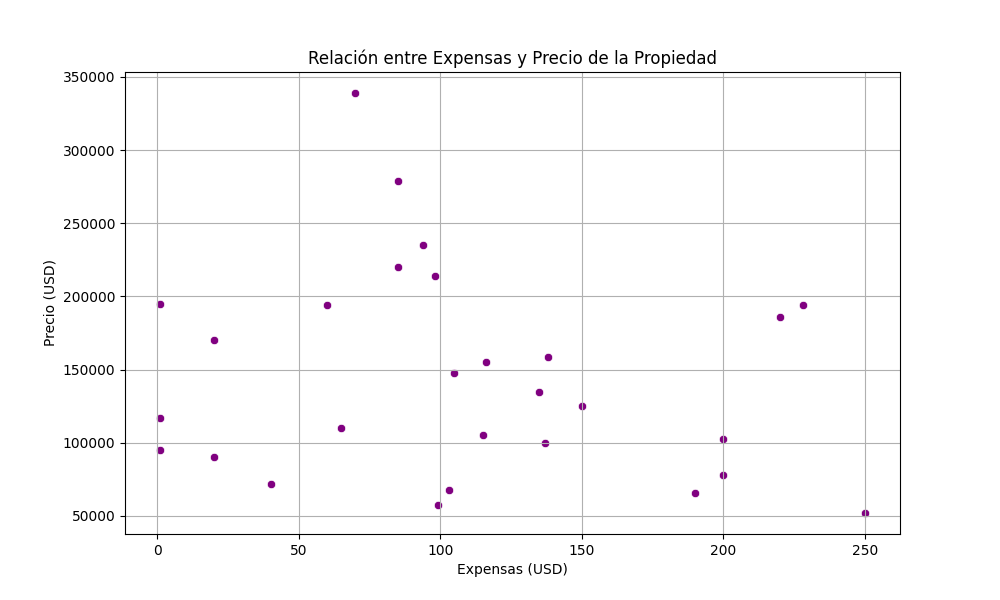 Relación entre Expensas y Precio de la Propiedad
350000
300000
250000
200000
150000
100000
50000
Precio (USD)
0 50 100 150 200 250
Expensas (USD)